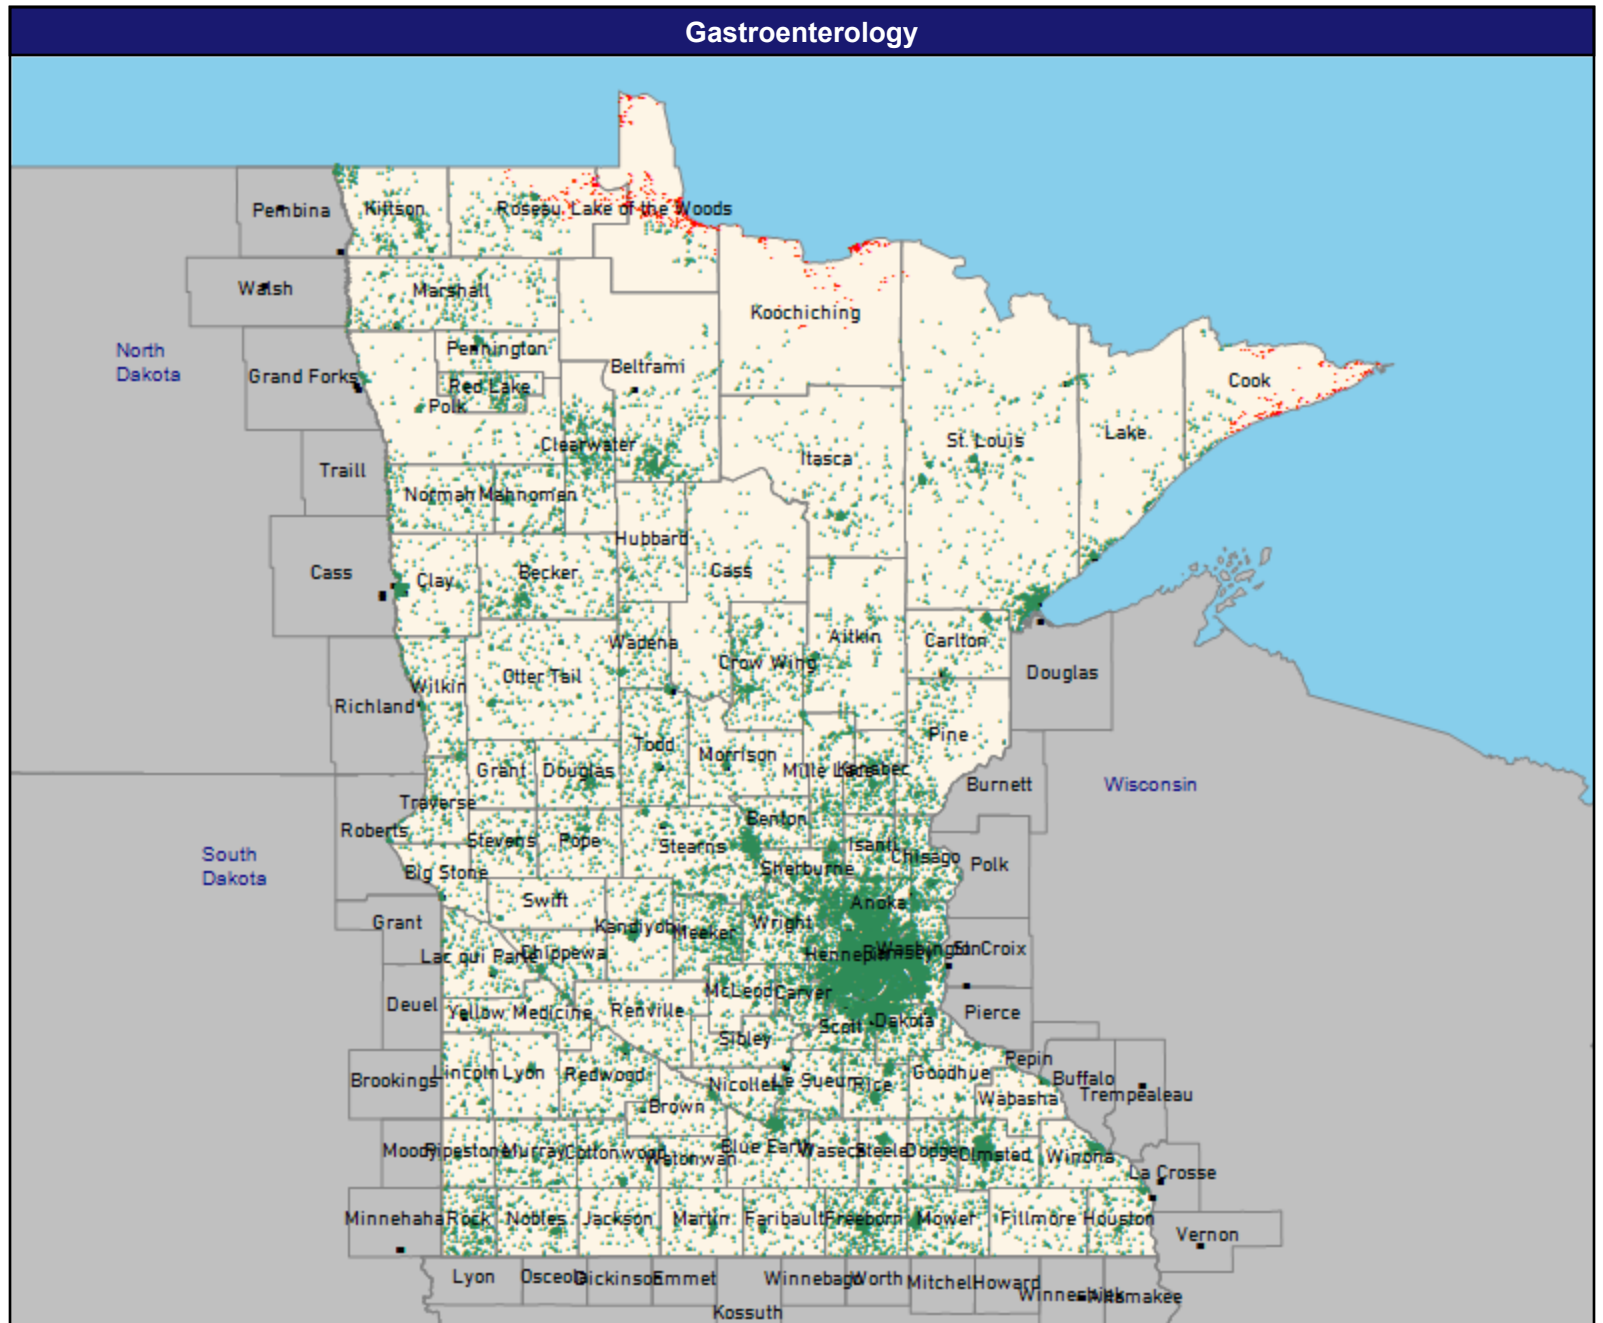 Gastroenterology
Pembina
Kittson
Roseau
Lake of the Woods
Walsh
Marshall
Koochiching
North
Dakota
Pennington
Beltrami
Grand Forks
Red Lake
Cook
Polk
Clearwater
St. Louis
Lake
Traill
Itasca
Norman
Mahnomen
Hubbard
Cass
Clay
Becker
Cass
Wadena
Crow Wing
Aitkin
Carlton
Douglas
Otter Tail
Wilkin
Richland
Todd
Morrison
Pine
Grant
Douglas
Mille Lacs
Kanabec
Burnett
Wisconsin
Traverse
Roberts
Stevens
Pope
Stearns
Benton
Isanti
Chisago
Polk
South
Dakota
Big Stone
Sherburne
Swift
Anoka
Grant
Kandiyohi
Meeker
Wright
Hennepin
Ramsey
Washington
St Croix
Lac qui Parle
Chippewa
McLeod
Carver
Deuel
Yellow Medicine
Renville
Scott
Dakota
Pierce
Sibley
Pepin
Brookings
Lincoln
Lyon
Redwood
Nicollet
Le Sueur
Rice
Goodhue
Buffalo
Trempealeau
Wabasha
Brown
Moody
Pipestone
Murray
Cottonwood
Watonwan
Blue Earth
Waseca
Steele
Dodge
Olmsted
Winona
La Crosse
Minnehaha
Rock
Nobles
Jackson
Martin
Faribault
Freeborn
Mower
Fillmore
Houston
Vernon
Lyon
Osceola
Dickinson
Emmet
Winnebago
Worth
Mitchell
Howard
Winneshiek
Allamakee
Kossuth